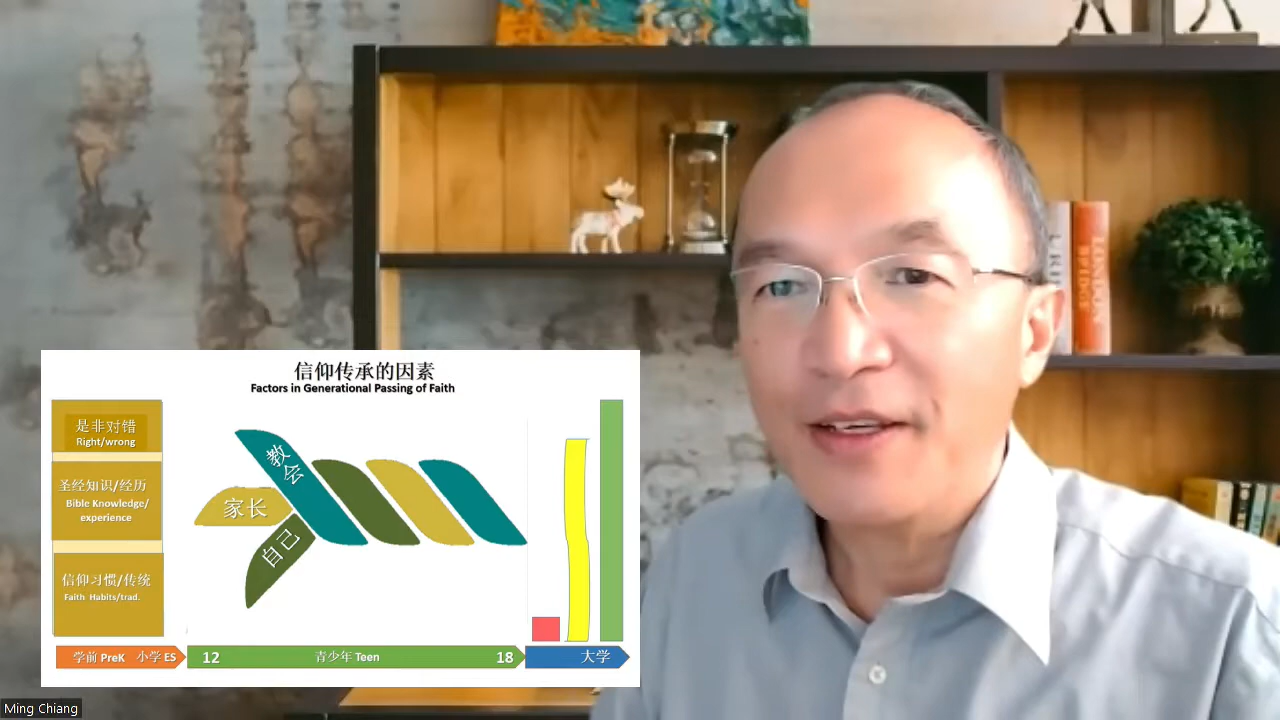 信仰传承的因素
Factors in Generational Passing of Faith
是非对错
Right/wrong
圣经知识/经历
Bible Knowledge/
experience
信仰习惯/传统
Faith Habits/trad.
教会
家长
自己
学前 PreK 小学 ES
12
青少年 Teen
18
大学
LONDON
BRIDGE
Ming Chiang